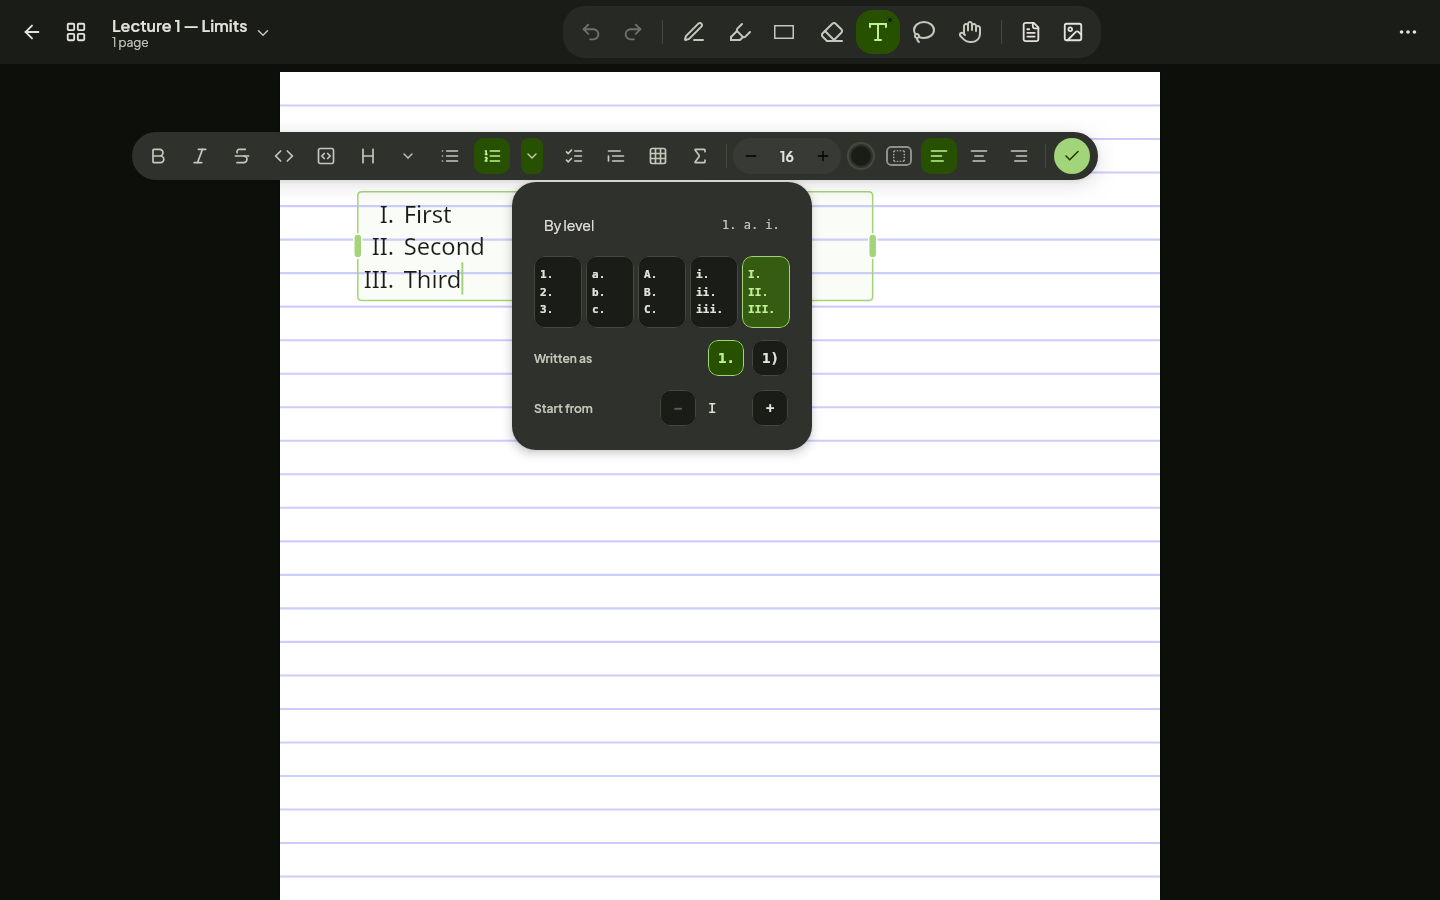 Lecture 1 — Limits
1 page
16
I. First
II. Second
III. Third
By level 1. a. i.
1. a. A. i. I.
2. b. B. ii. II.
3. c. C. iii. III.
Written as 1. 1)
Start from − I +